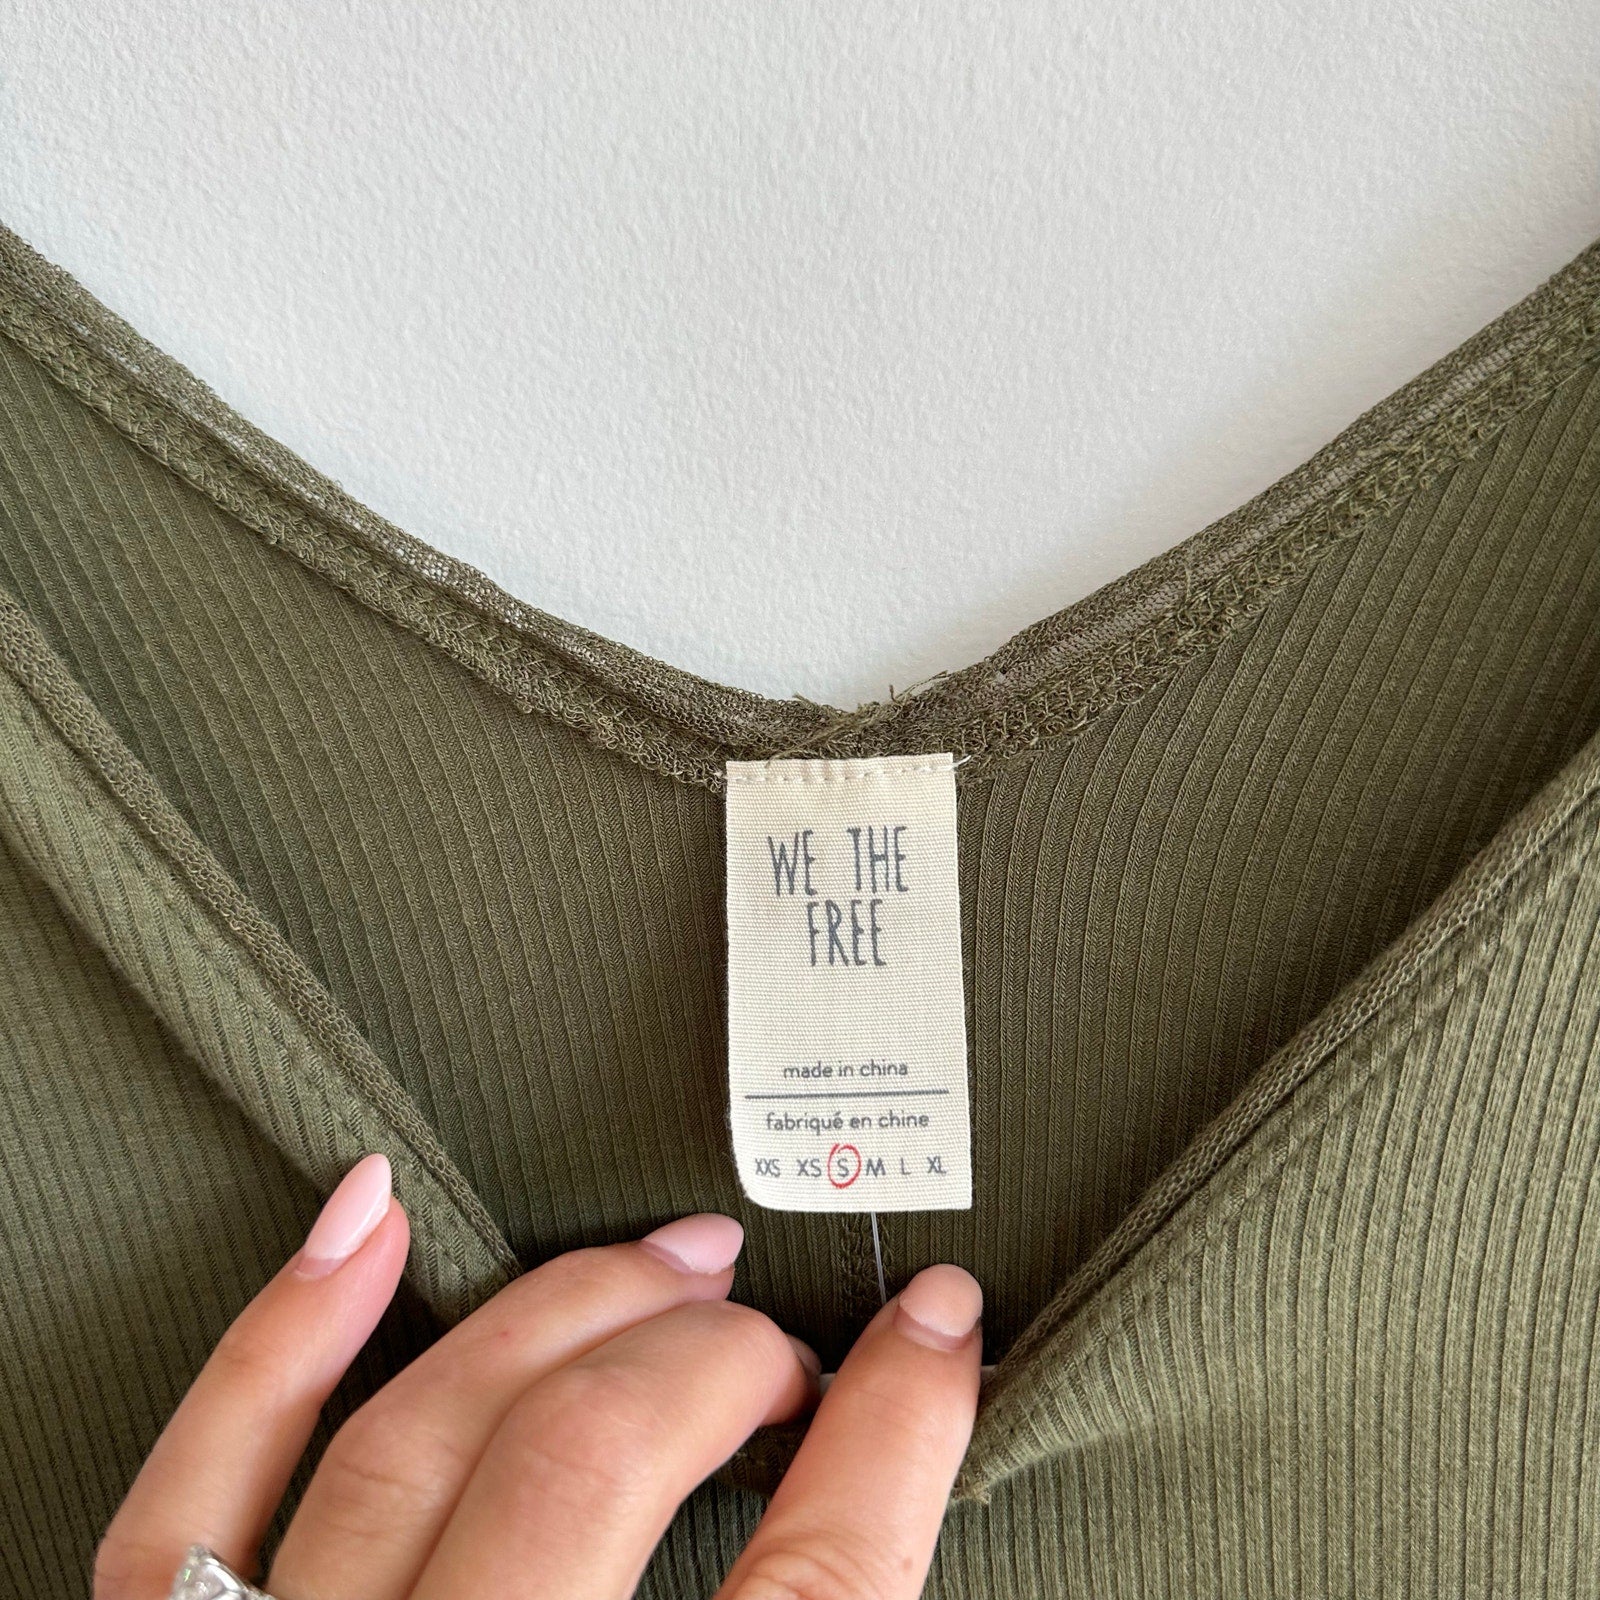 WE THE
FREE
made in china
fabriqué en chine
XXS XS S M L XL